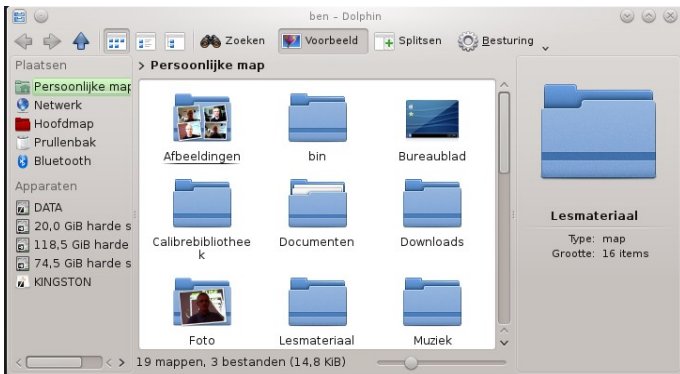 ben – Dolphin
Zoeken
Voorbeeld
Splitsen
Besturing
Plaatsen
Persoonlijke map
Netwerk
Hoofdmap
Prullenbak
Bluetooth
Apparaten
DATA
20,0 GiB harde s
118,5 GiB harde
74,5 GiB harde s
KINGSTON
> Persoonlijke map
Afbeeldingen
bin
Bureaublad
Calibrebibliothee
k
Documenten
Downloads
Foto
Lesmateriaal
Muziek
19 mappen, 3 bestanden (14,8 KiB)
Lesmateriaal
Type: map
Grootte: 16 items